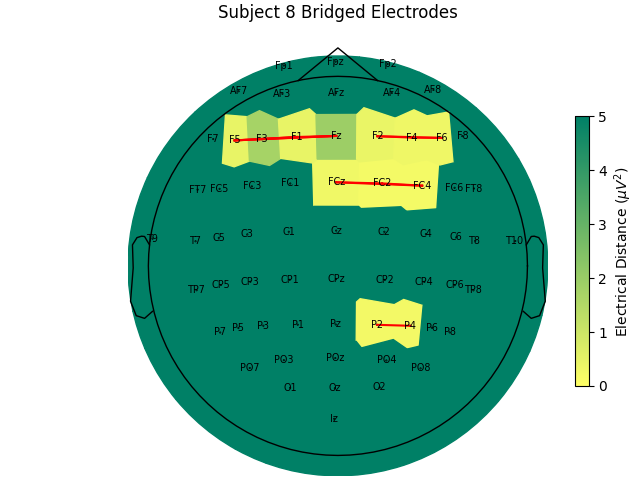 Subject 8 Bridged Electrodes
Fp1 Fpz Fp2
AF7 AF3 AFz AF4 AF8
F7 F5 F3 F1 Fz F2 F4 F6 F8
FT7 FC5 FC3 FC1 FCz FC2 FC4 FC6 FT8
T9 T7 C5 C3 C1 Cz C2 C4 C6 T8 T10
TP7 CP5 CP3 CP1 CPz CP2 CP4 CP6 TP8
P7 P5 P3 P1 Pz P2 P4 P6 P8
PO7 PO3 POz PO4 PO8
O1 Oz O2
Iz
5
4
3
2
1
0
Electrical Distance (μV²)